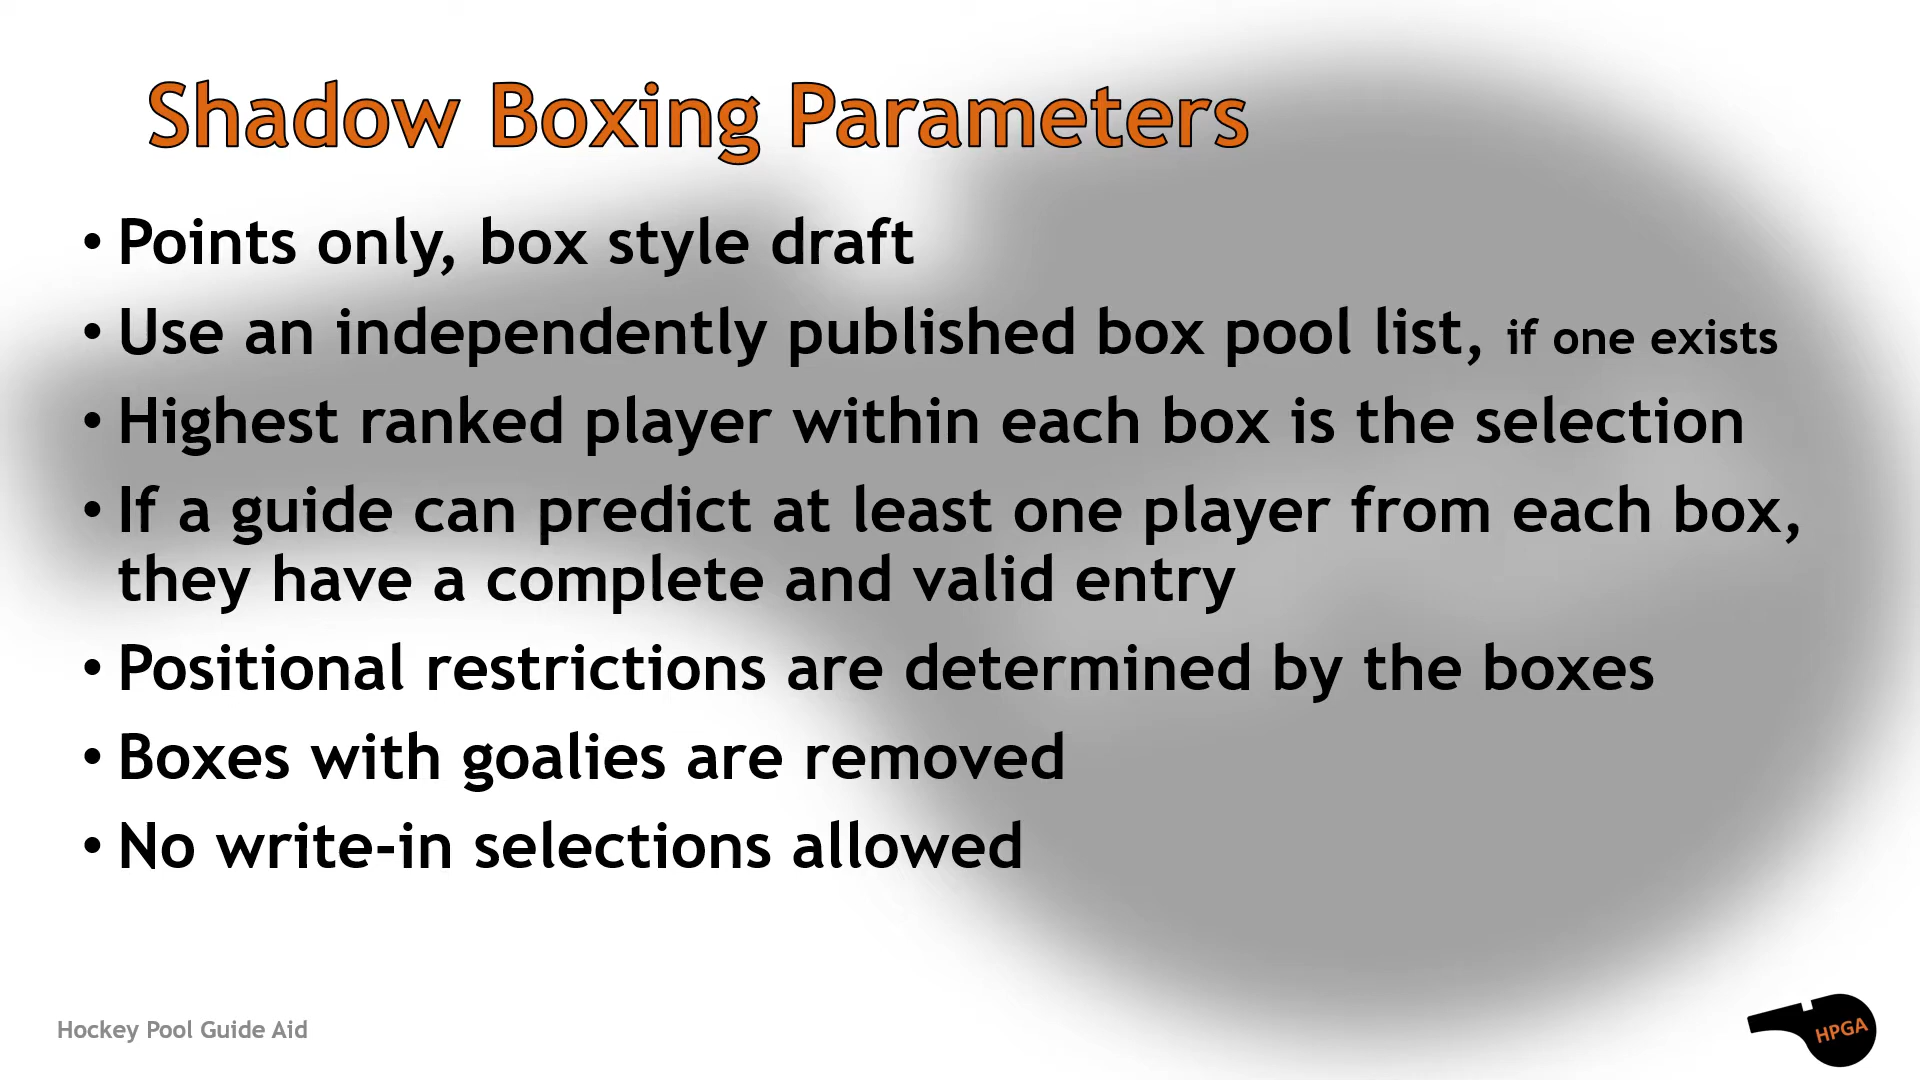 Shadow Boxing Parameters
• Points only, box style draft
• Use an independently published box pool list, if one exists
• Highest ranked player within each box is the selection
• If a guide can predict at least one player from each box,
they have a complete and valid entry
• Positional restrictions are determined by the boxes
• Boxes with goalies are removed
• No write-in selections allowed
Hockey Pool Guide Aid
HPGA